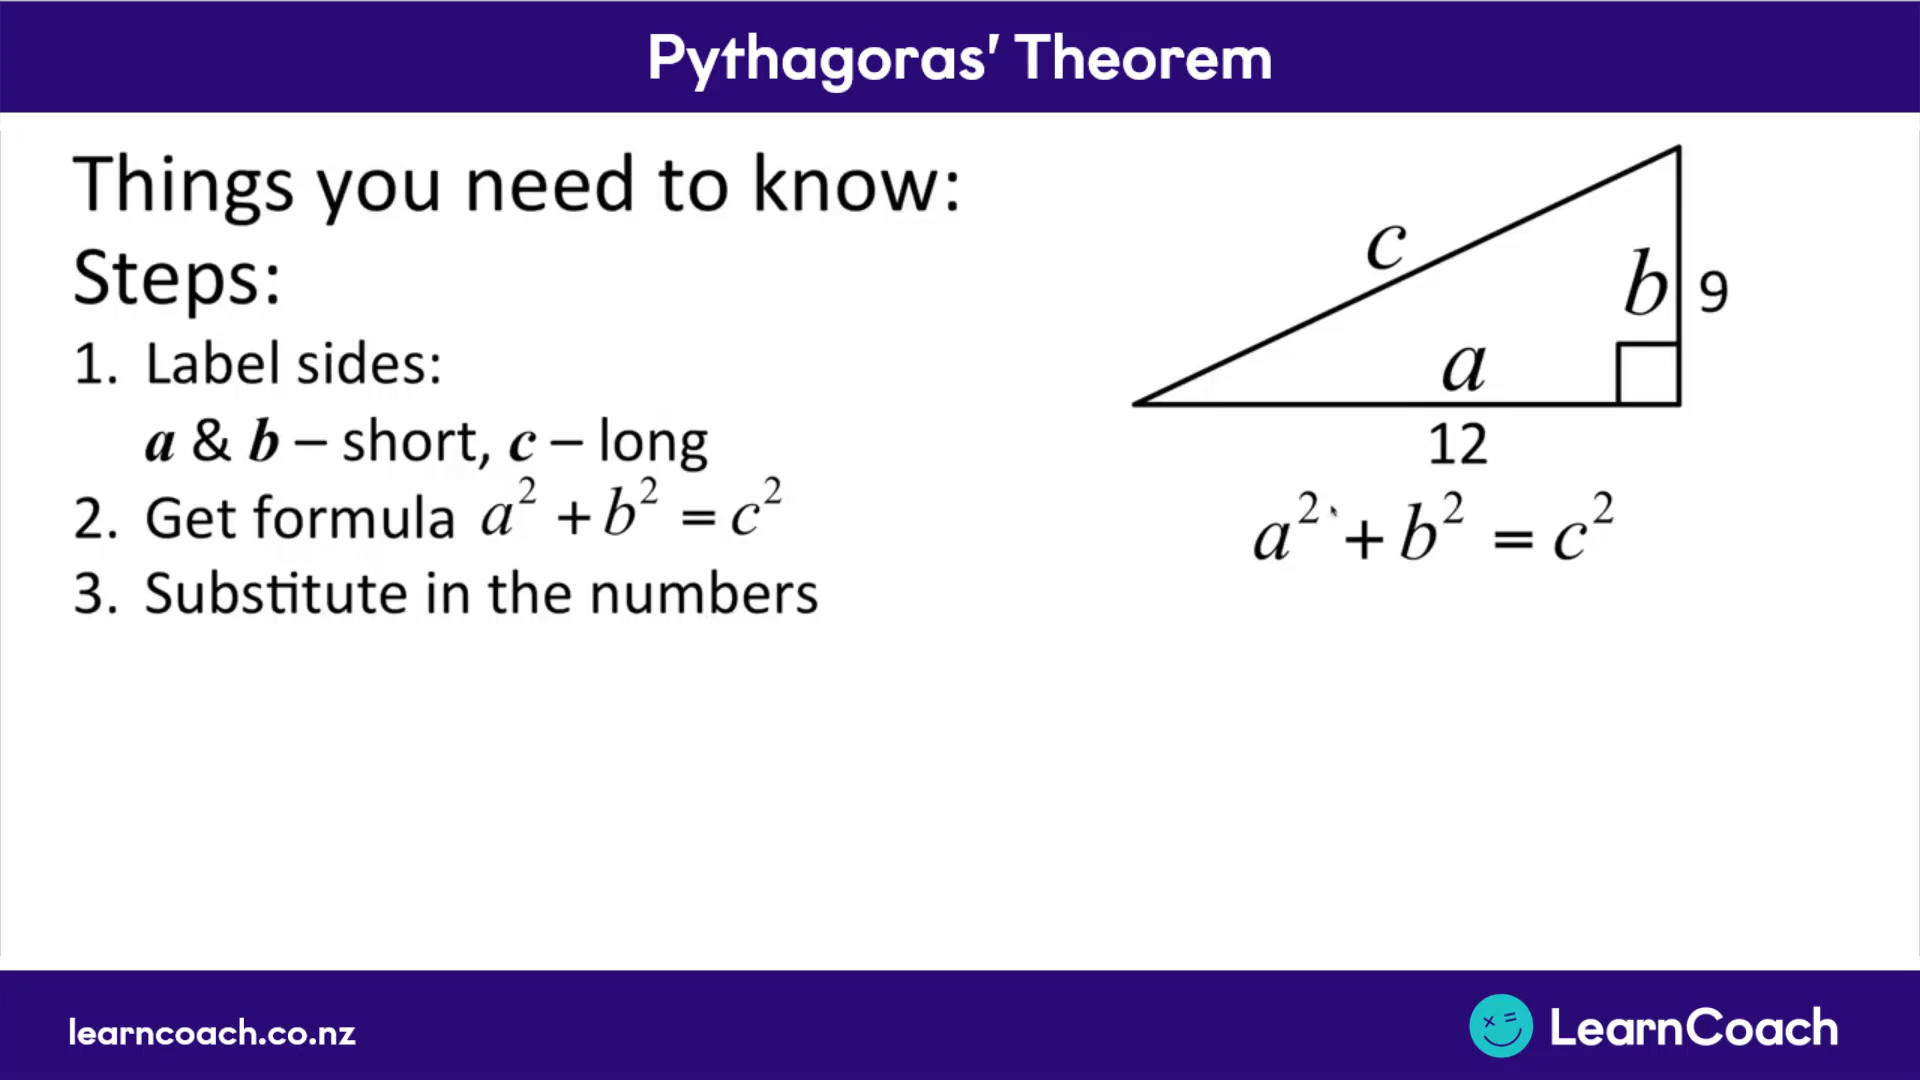 Pythagoras' Theorem
Things you need to know:
Steps:
1. Label sides:
a & b – short, c – long
2. Get formula a² + b² = c²
3. Substitute in the numbers
c
b 9
a
12
a² + b² = c²
learncoach.co.nz
LearnCoach